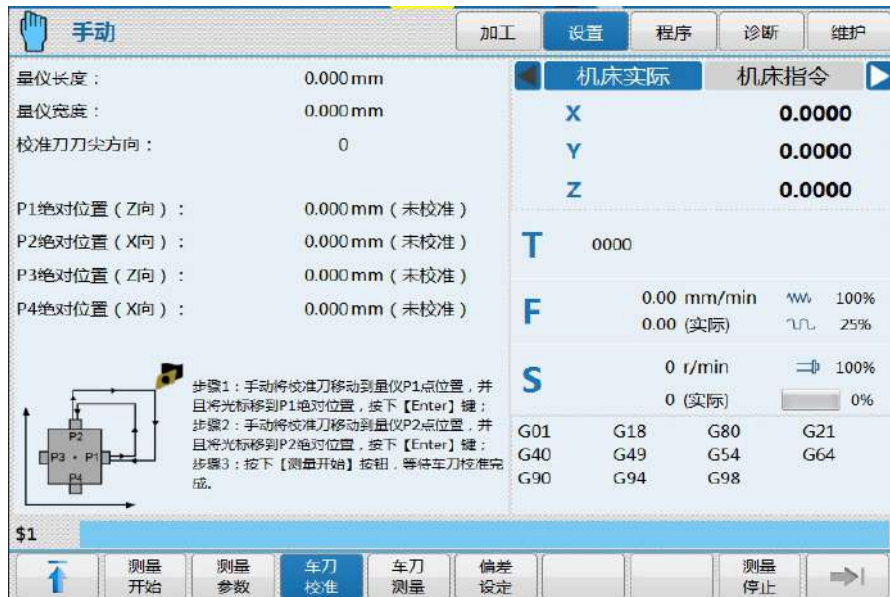 手动
加工 设置 程序 诊断 维护
量仪长度： 0.000mm
量仪宽度： 0.000mm
校准刀刀尖方向： 0
P1绝对位置（Z向）： 0.000mm（未校准）
P2绝对位置（X向）： 0.000mm（未校准）
P3绝对位置（Z向）： 0.000mm（未校准）
P4绝对位置（X向）： 0.000mm（未校准）
P2
P3 P1
P4
步骤1：手动将校准刀移动到量仪P1点位置，并
且将光标移到P1绝对位置，按下【Enter】键；
步骤2：手动将校准刀移动到量仪P2点位置，并
且将光标移到P2绝对位置，按下【Enter】键；
步骤3：按下【测量开始】按钮，等待车刀校准完
成。
机床实际 机床指令
X 0.0000
Y 0.0000
Z 0.0000
T 0000
F 0.00 mm/min 100%
0.00 (实际) 25%
S 0 r/min 100%
0 (实际) 0%
G01 G18 G80 G21
G40 G49 G54 G64
G90 G94 G98
$1
测量开始 测量参数 车刀校准 车刀测量 偏差设定 测量停止